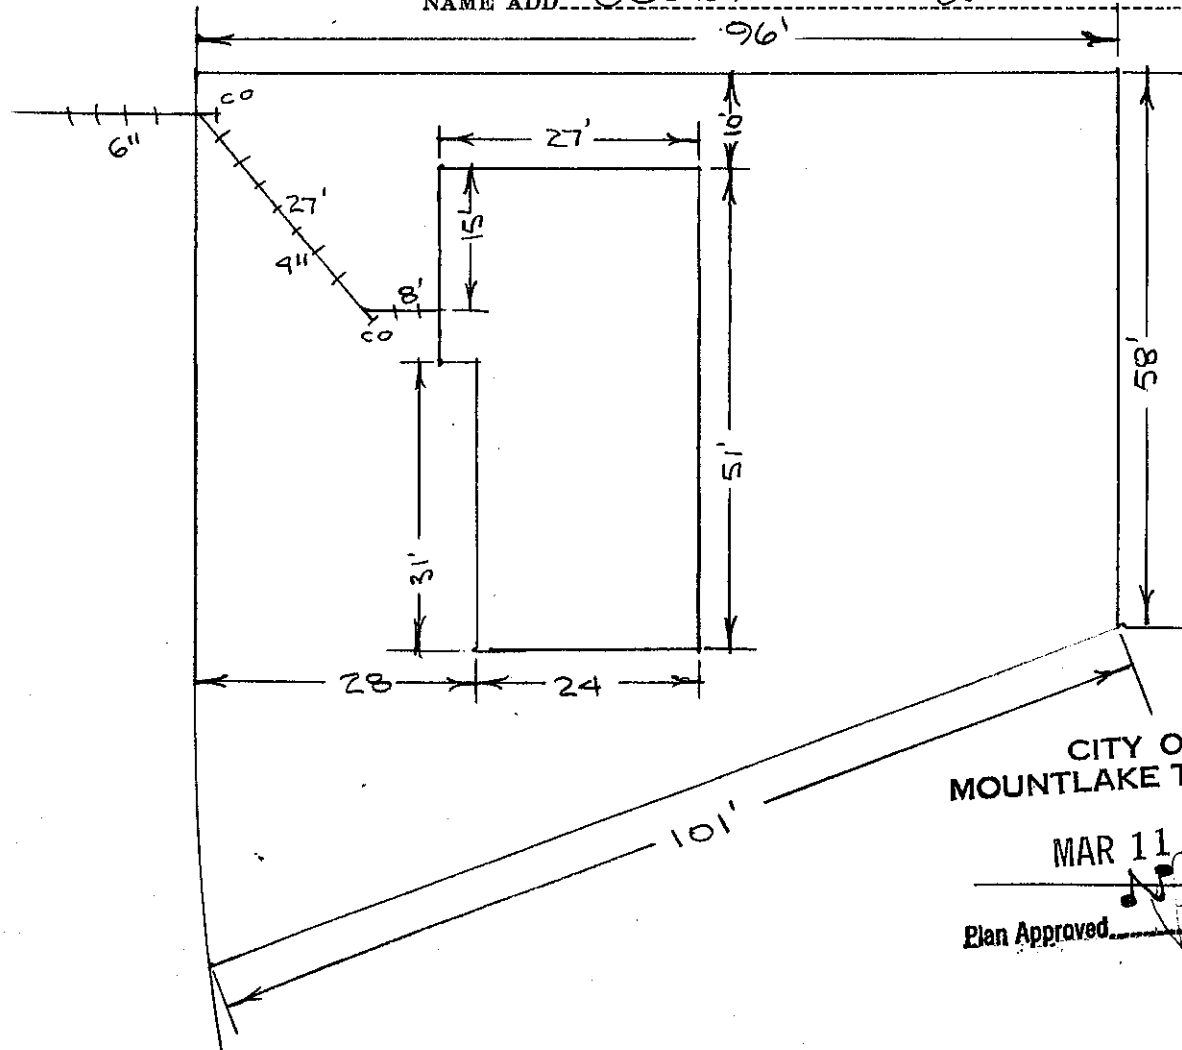 NAME ADD
96'
co
6"
27'
10'
15'
27'
4"
8'
co
58'
51'
31'
28
24
101'
CITY O
MOUNTLAKE T
MAR 11
Plan Approved